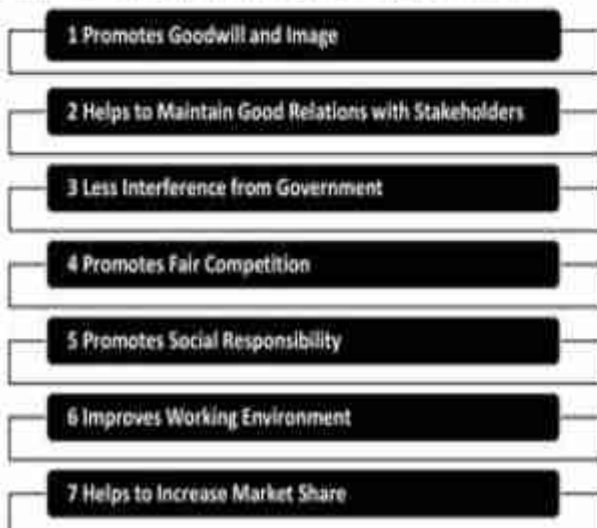 1 Promotes Goodwill and Image
2 Helps to Maintain Good Relations with Stakeholders
3 Less Interference from Government
4 Promotes Fair Competition
5 Promotes Social Responsibility
6 Improves Working Environment
7 Helps to Increase Market Share